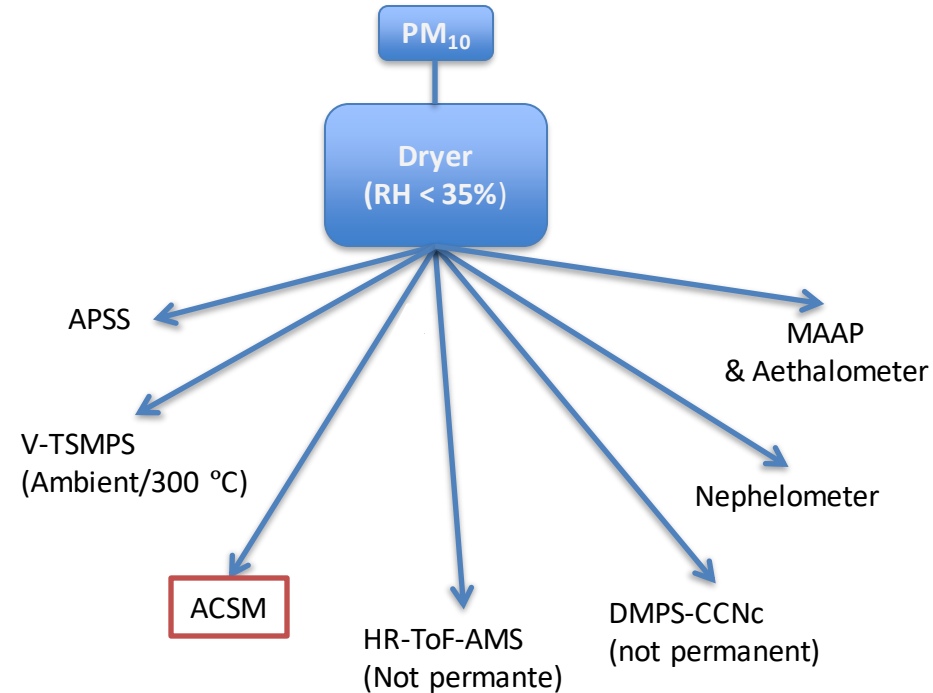 PM10
Dryer
(RH < 35%)
APSS
MAAP
& Aethalometer
V-TSMPS
(Ambient/300 °C)
Nephelometer
ACSM
HR-ToF-AMS
(Not permante)
DMPS-CCNc
(not permanent)